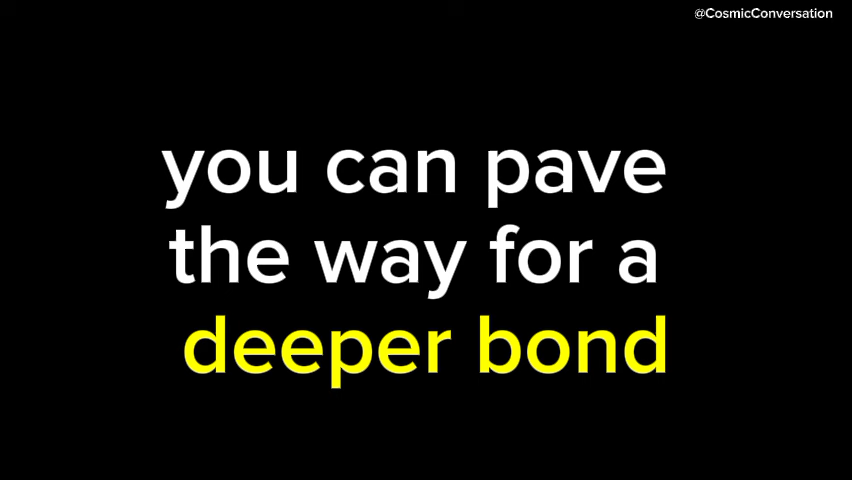 @CosmicConversation
you can pave
the way for a
deeper bond